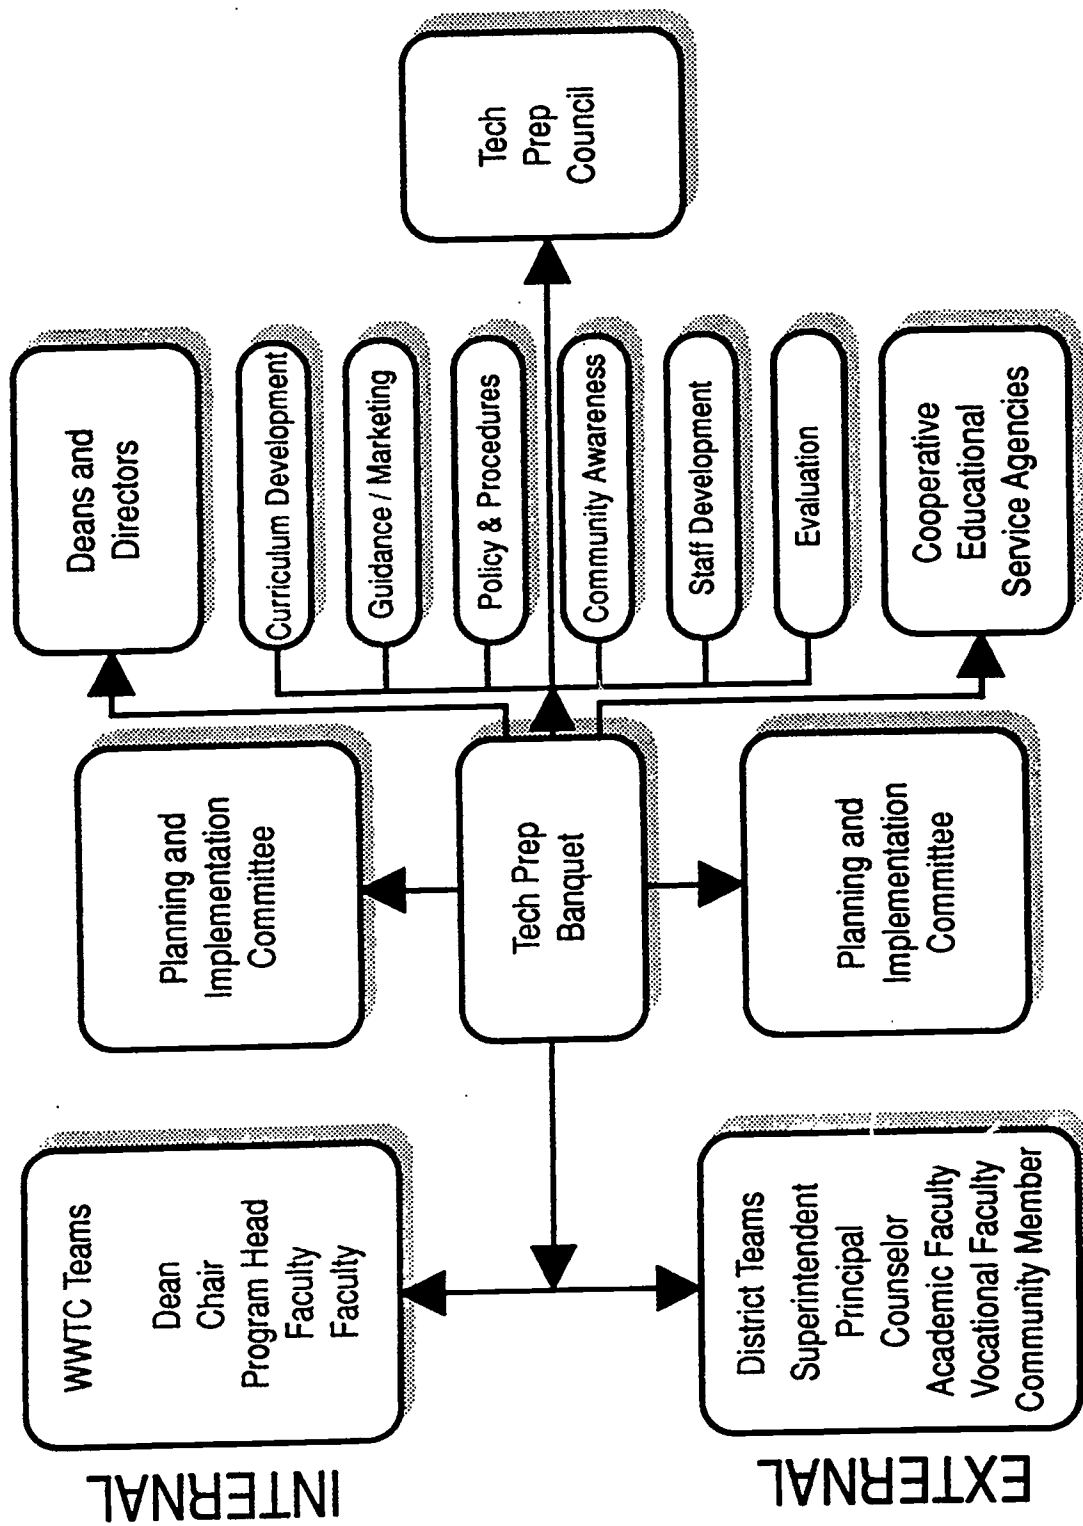 INTERNAL
WWTC Teams
Dean
Chair
Program Head
Faculty
Faculty
Planning and
Implementation
Committee
Deans and
Directors
Tech Prep
Banquet
Curriculum Development
Guidance / Marketing
Policy & Procedures
Community Awareness
Staff Development
Evaluation
Tech
Prep
Council
EXTERNAL
District Teams
Superintendent
Principal
Counselor
Academic Faculty
Vocational Faculty
Community Member
Planning and
Implementation
Committee
Cooperative
Educational
Service Agencies